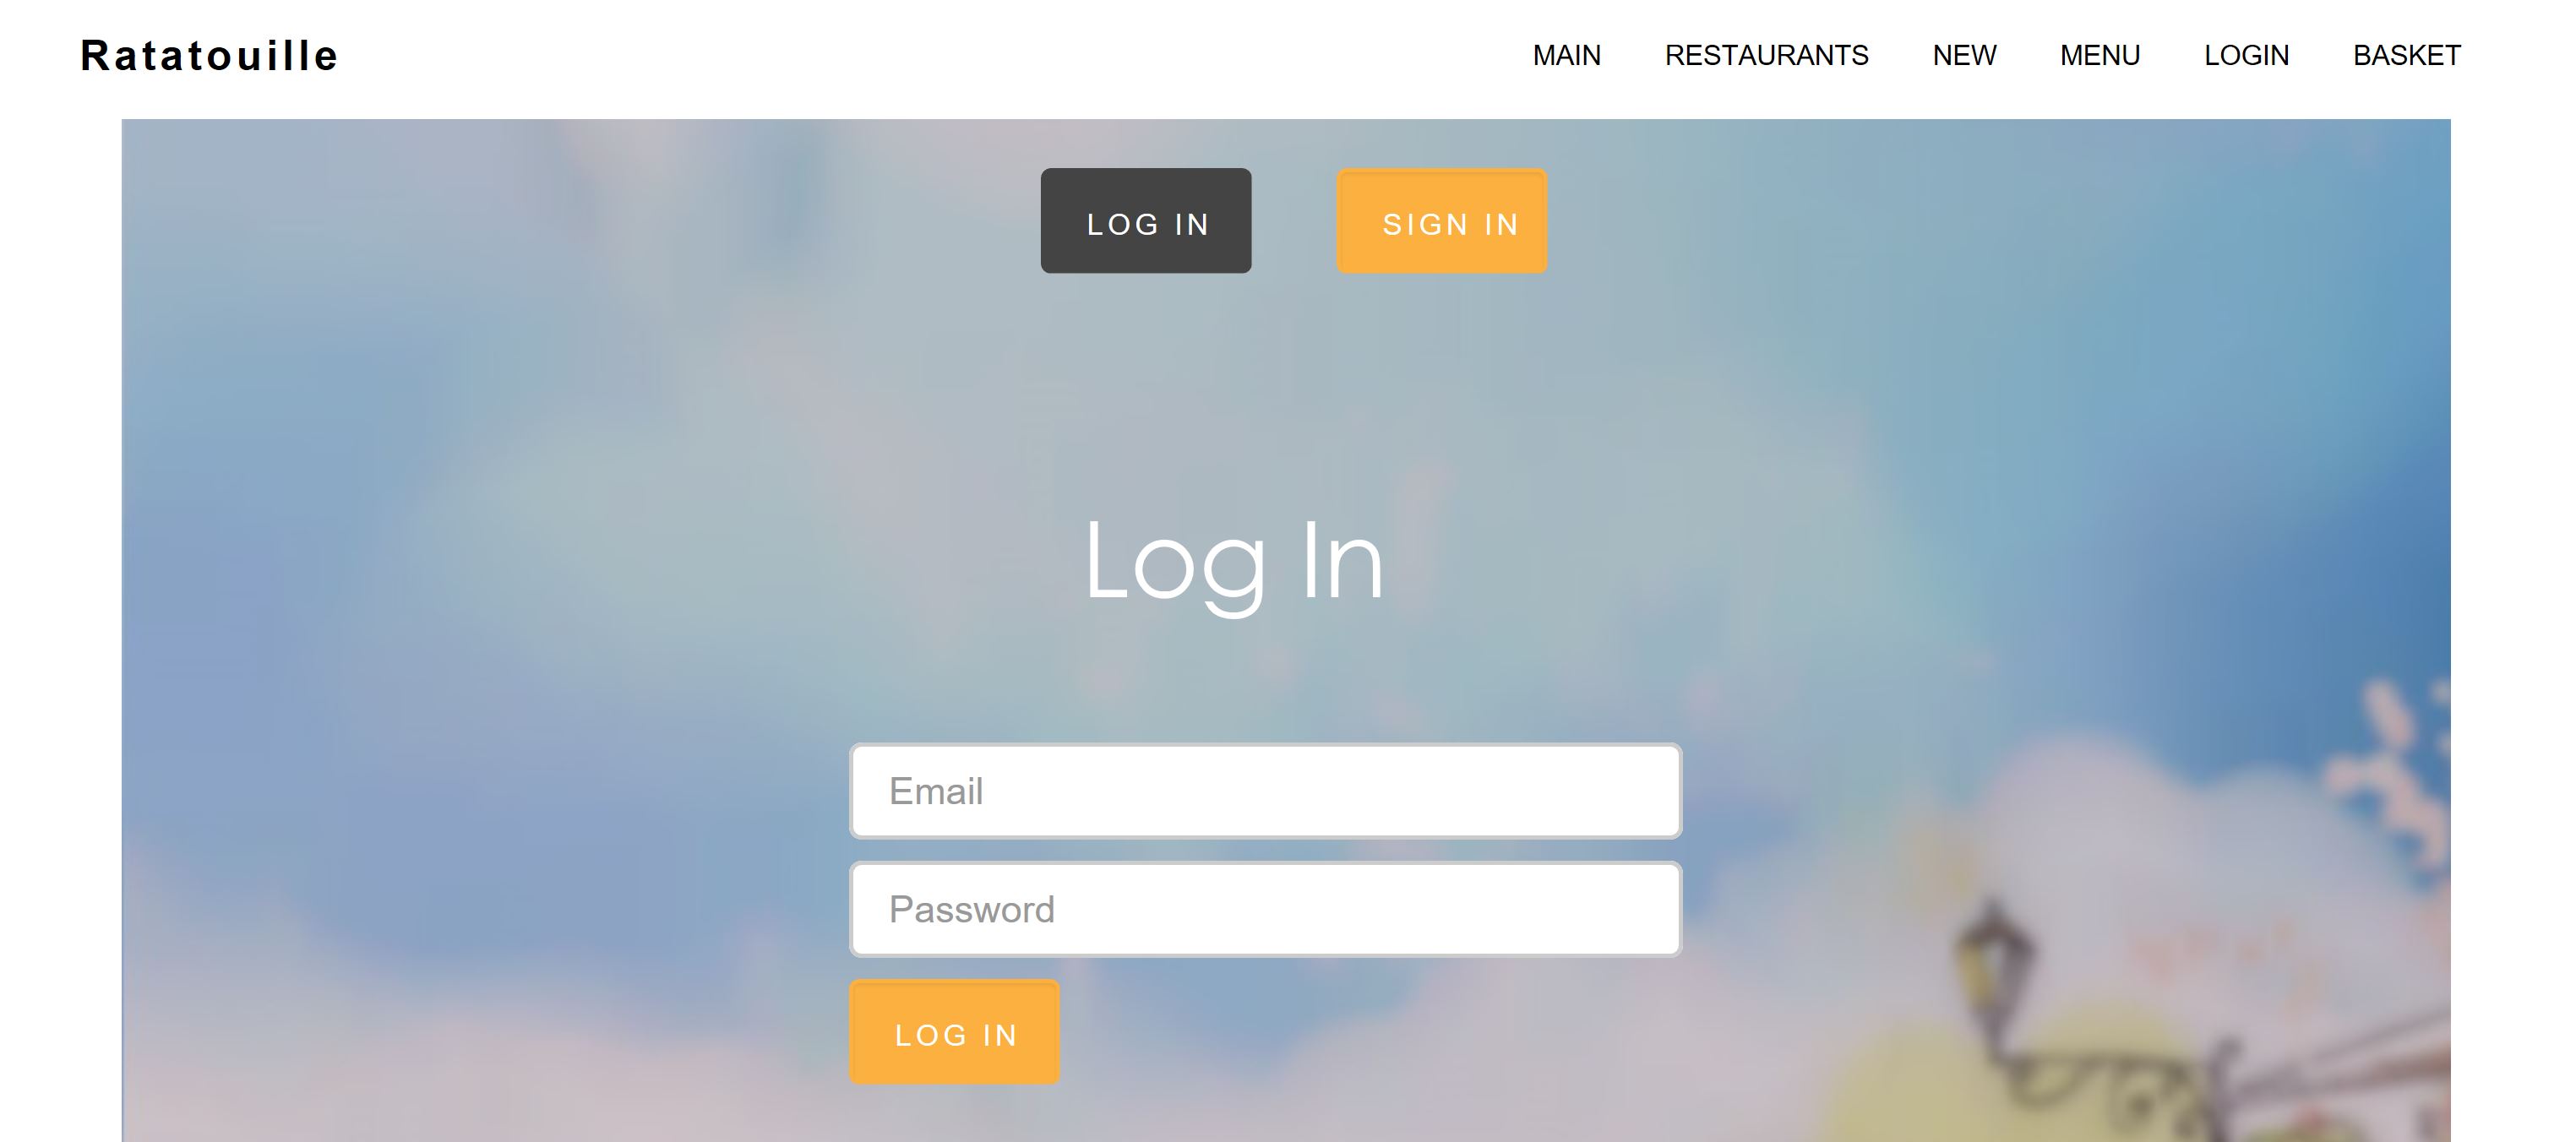 Ratatouille MAIN RESTAURANTS NEW MENU LOGIN BASKET
LOG IN SIGN IN
Log In
Email
Password
LOG IN